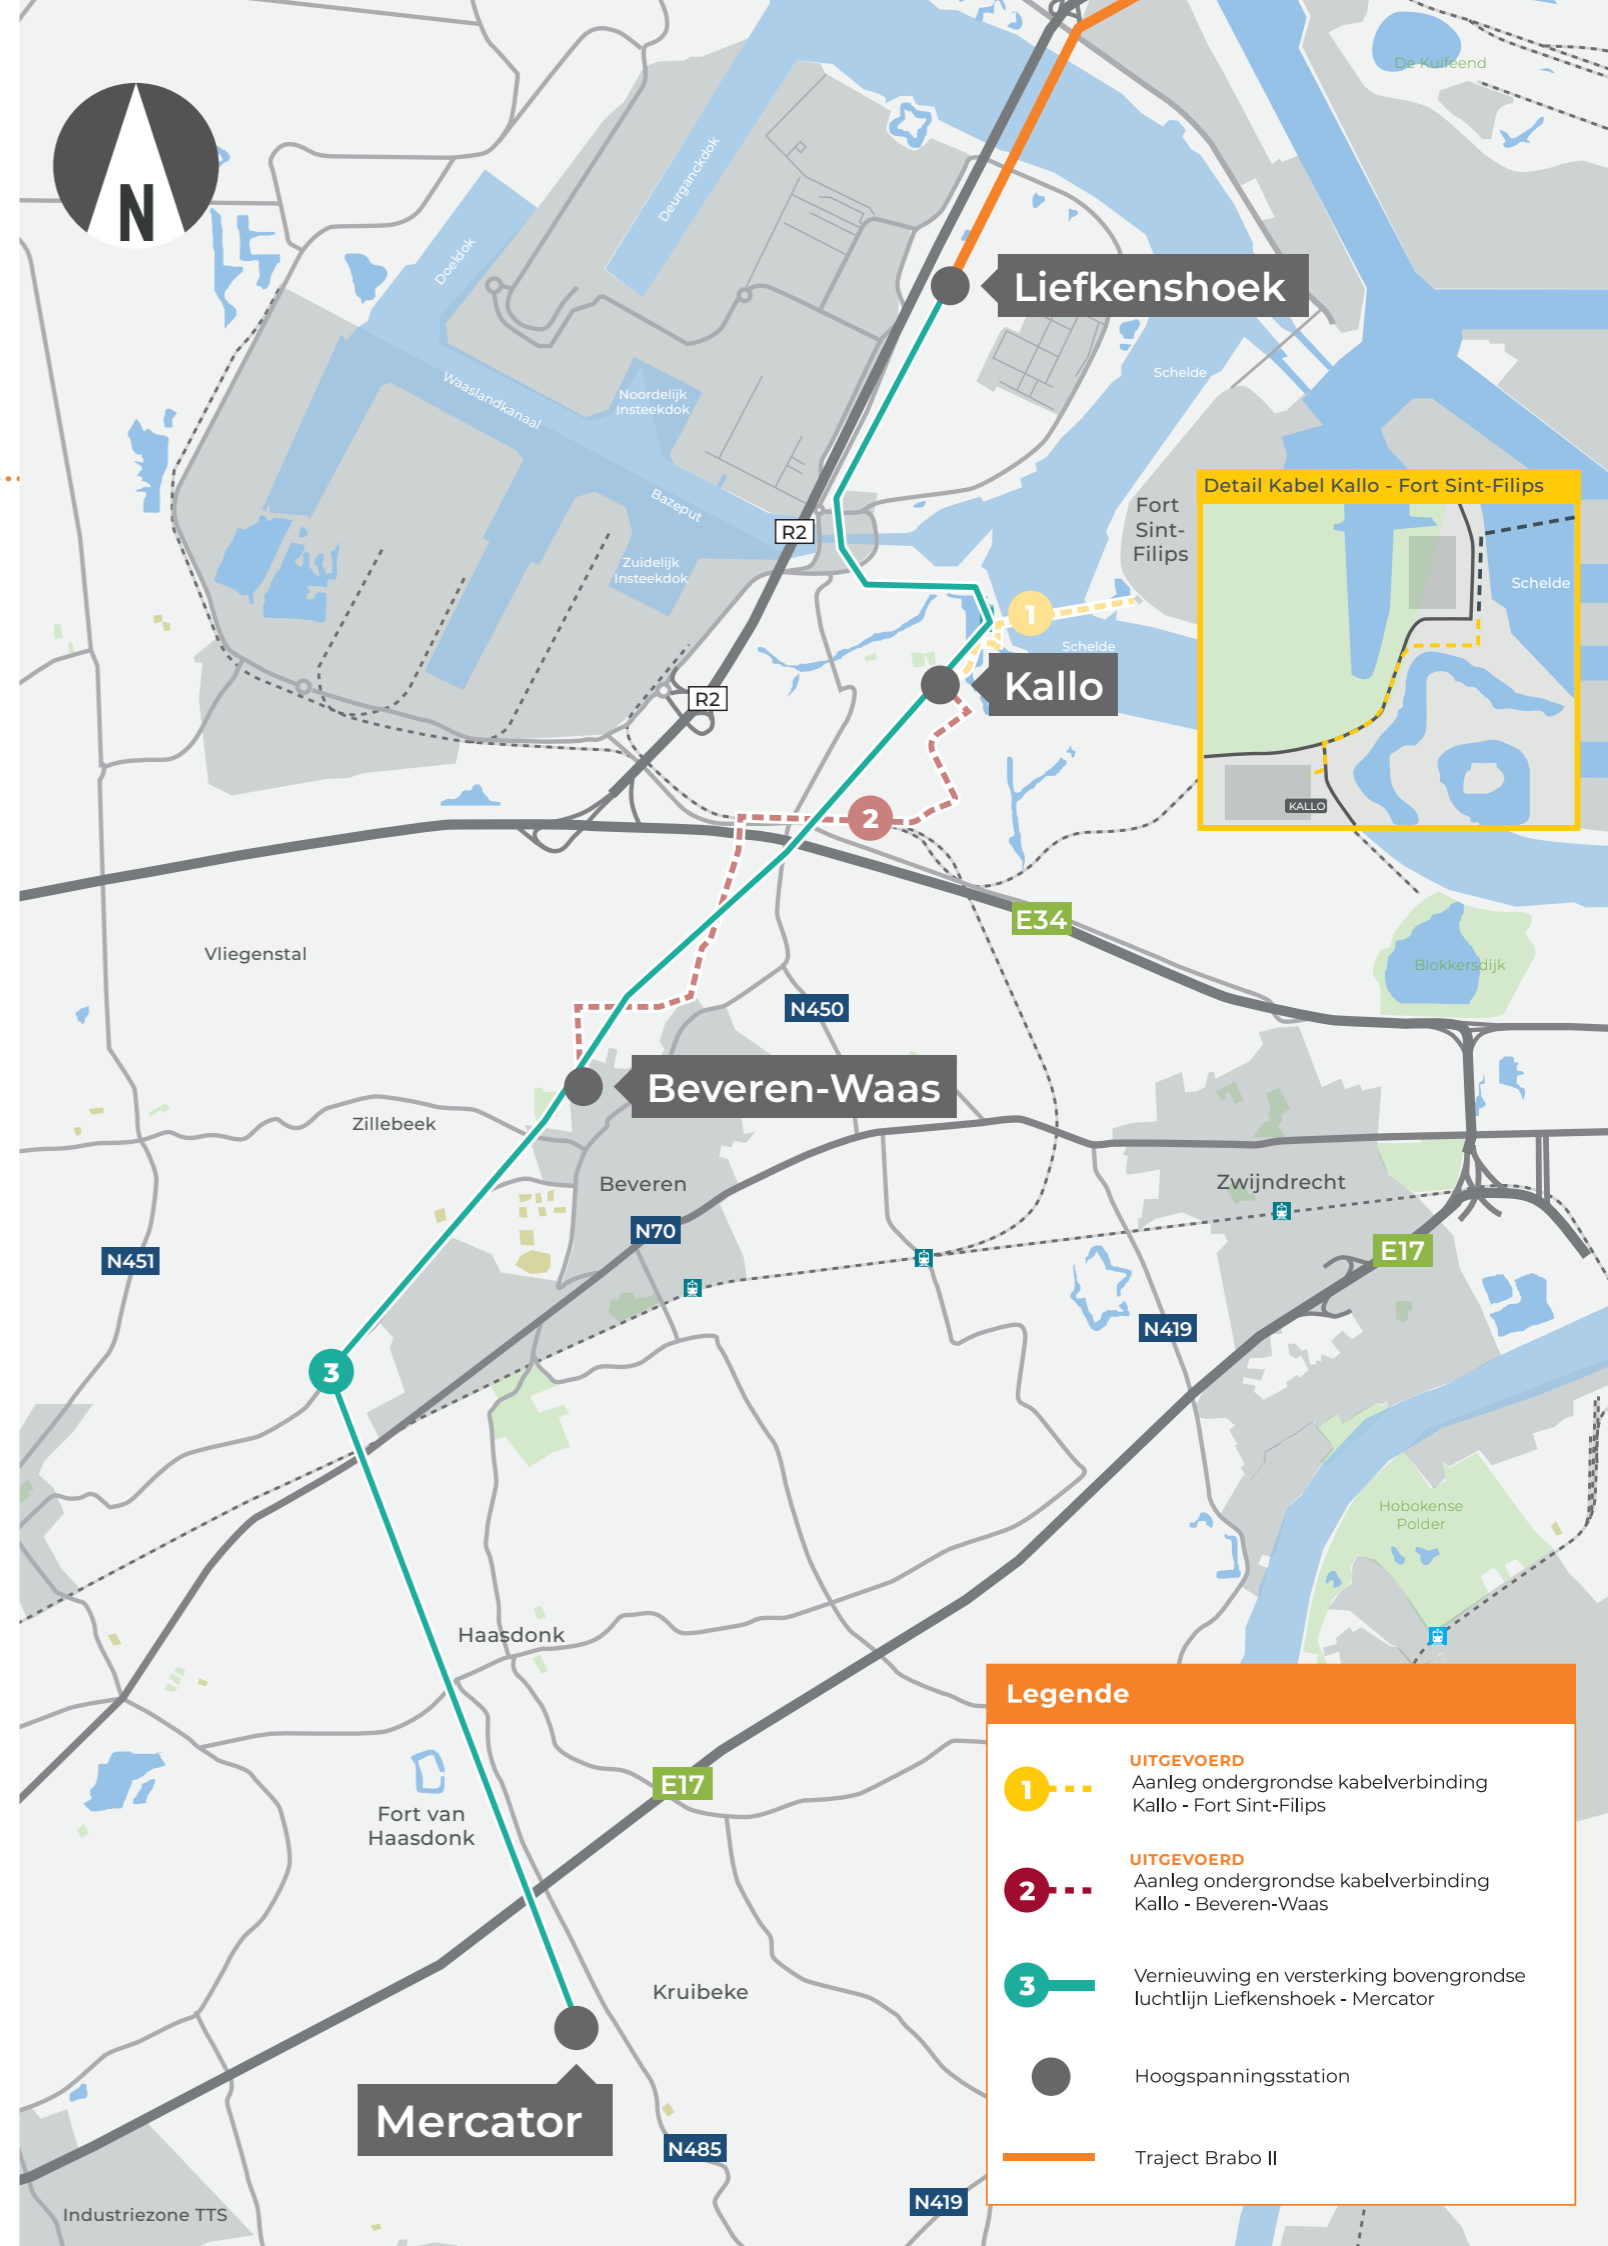 De Kuifeend
N
Deurganckdok
Doeldok
Liefkenshoek
Waaslandkanaal
Noordelijk
Insteekdok
Schelde
Bazeput
R2
Zuidelijk
Insteekdok
Fort
Sint-
Filips
Detail Kabel Kallo - Fort Sint-Filips
Schelde
KALLO
1
Schelde
Kallo
R2
2
E34
Vliegenstal
Blokkersdijk
N450
Beveren-Waas
Zillebeek
Beveren
Zwijndrecht
N70
N451
E17
N419
3
Hobokense
Polder
Haasdonk
E17
Fort van
Haasdonk
Kruibeke
Mercator
N485
N419
Industriezone TTS
Legende
1
UITGEVOERD
Aanleg ondergrondse kabelverbinding
Kallo - Fort Sint-Filips
2
UITGEVOERD
Aanleg ondergrondse kabelverbinding
Kallo - Beveren-Waas
3
Vernieuwing en versterking bovengrondse
luchtlijn Liefkenshoek - Mercator
Hoogspanningsstation
Traject Brabo II